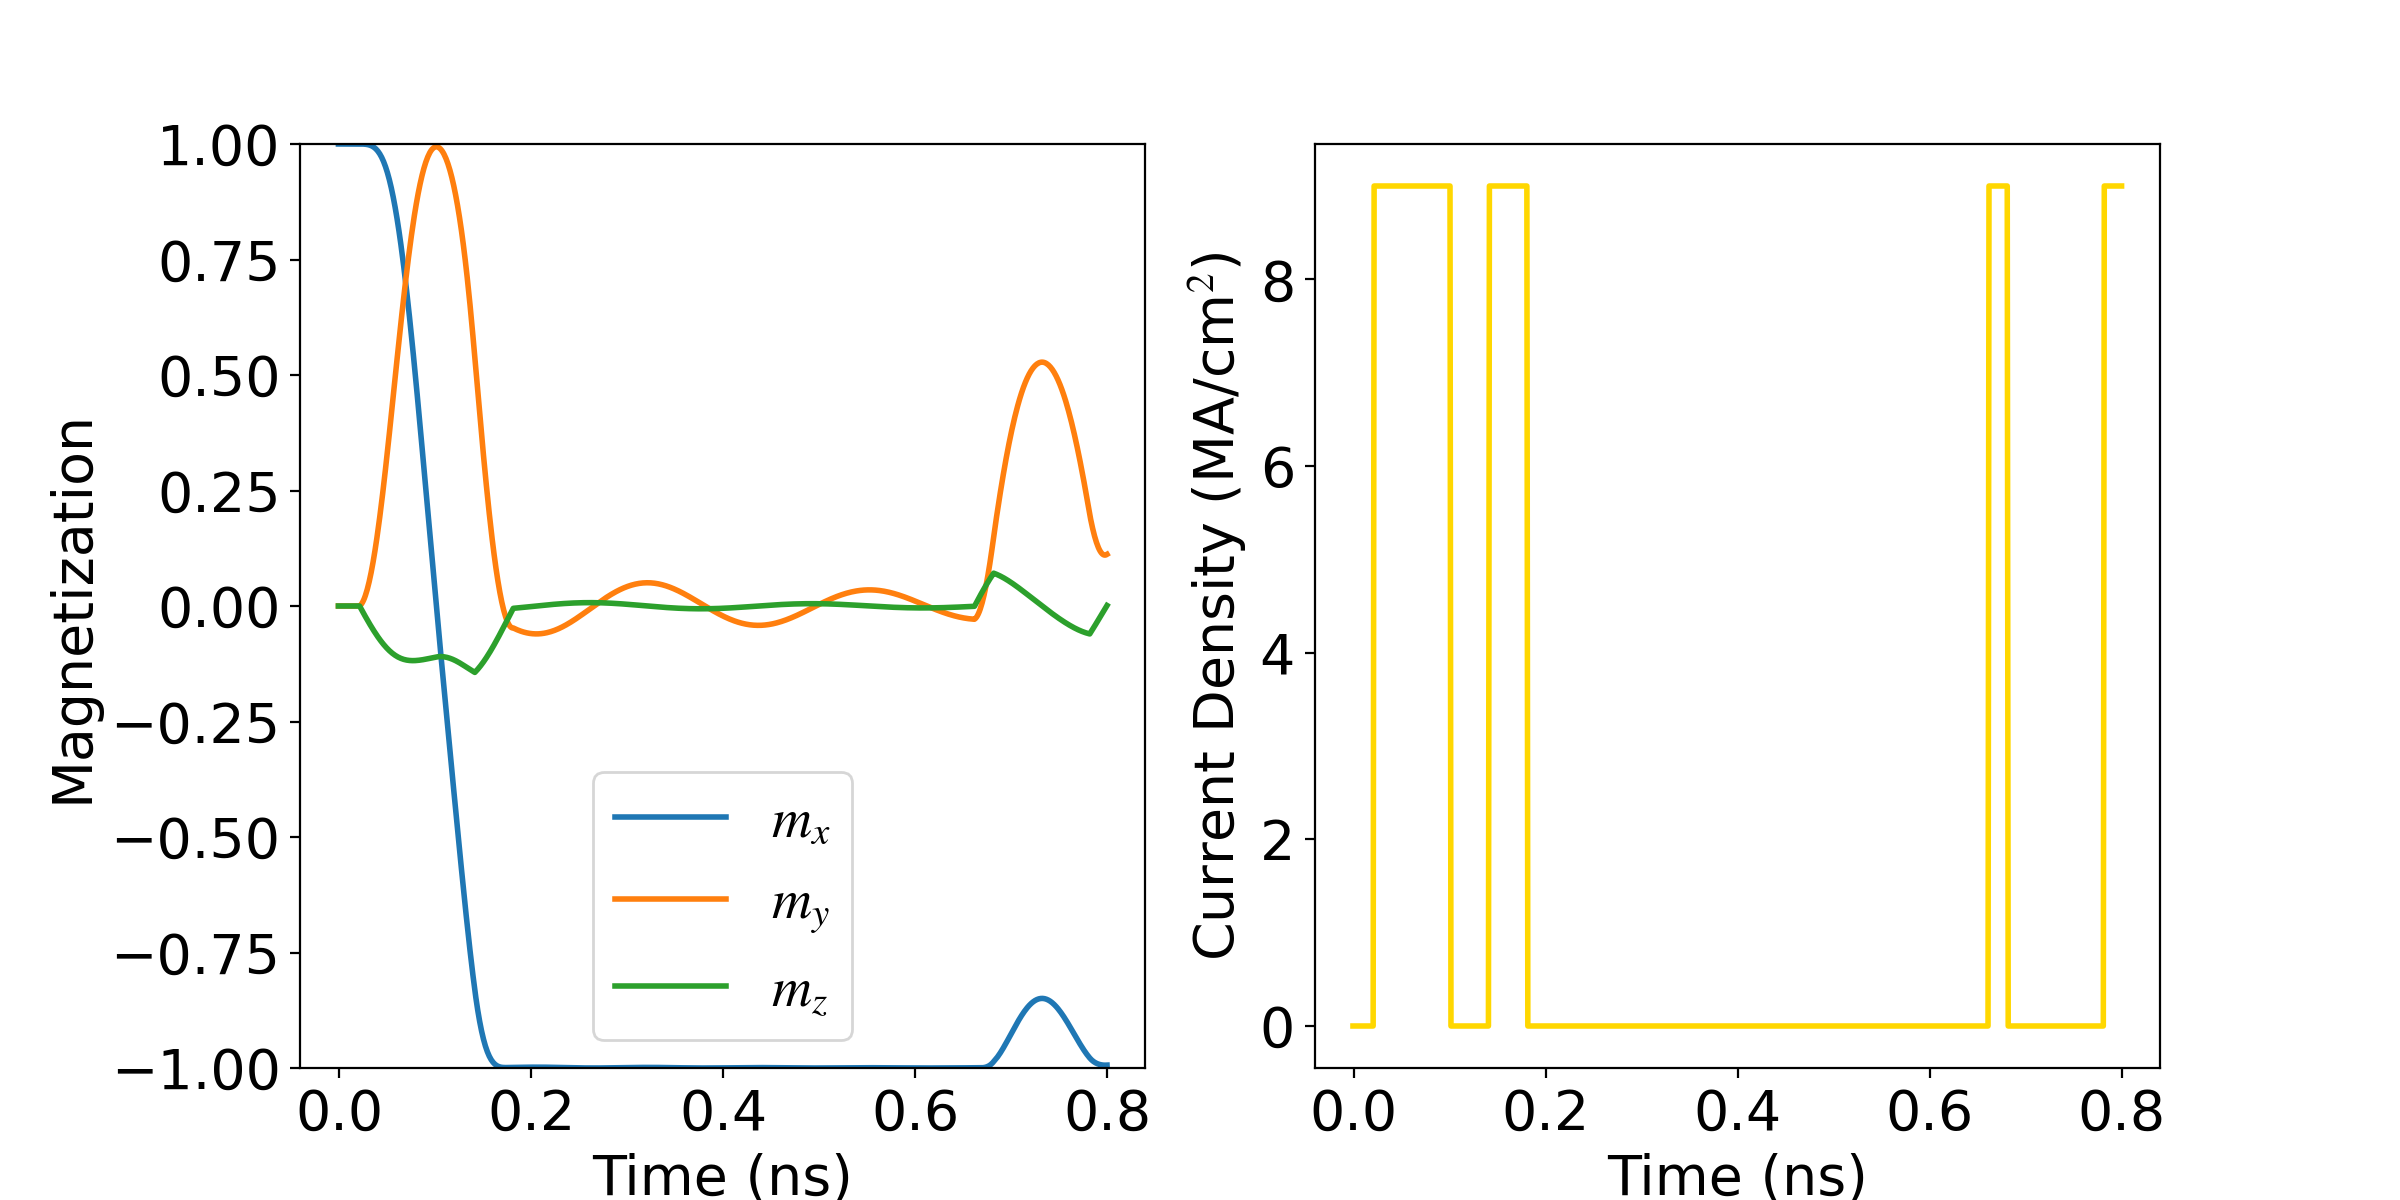 1.00
0.75
0.50
0.25
0.00
−0.25
−0.50
−0.75
−1.00
Magnetization
m_x
m_y
m_z
0.0 0.2 0.4 0.6 0.8
Time (ns)
8
6
4
2
0
Current Density (MA/cm²)
0.0 0.2 0.4 0.6 0.8
Time (ns)